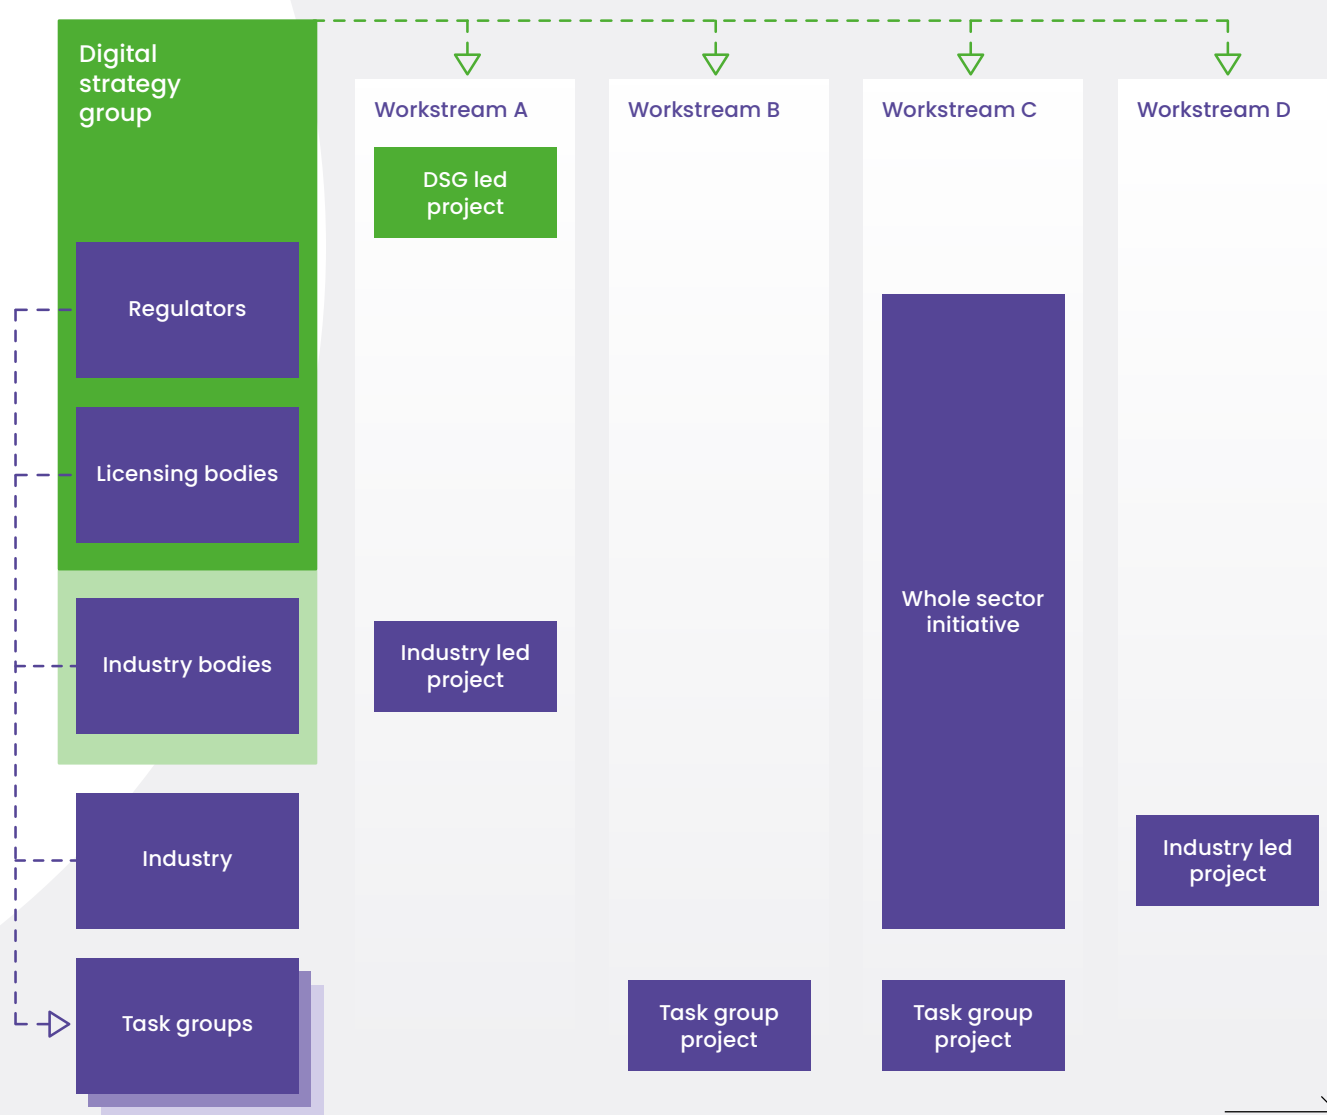 Digital
strategy
group
Regulators
Licensing bodies
Industry bodies
Industry
Task groups
Workstream A
DSG led
project
Industry led
project
Workstream B
Task group
project
Workstream C
Whole sector
initiative
Task group
project
Workstream D
Industry led
project